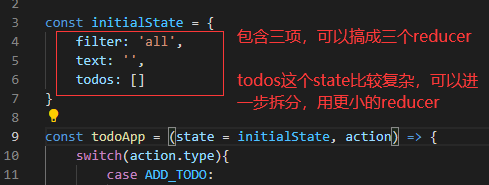 3
4
5
6
7
8
9
10
11
const initialState = {
filter: 'all',
text: '',
todos: []
}
const todoApp = (state = initialState, action) => {
switch(action.type){
case ADD_TODO:
包含三项，可以搞成三个reducer
todos这个state比较复杂，可以进
一步拆分，用更小的reducer